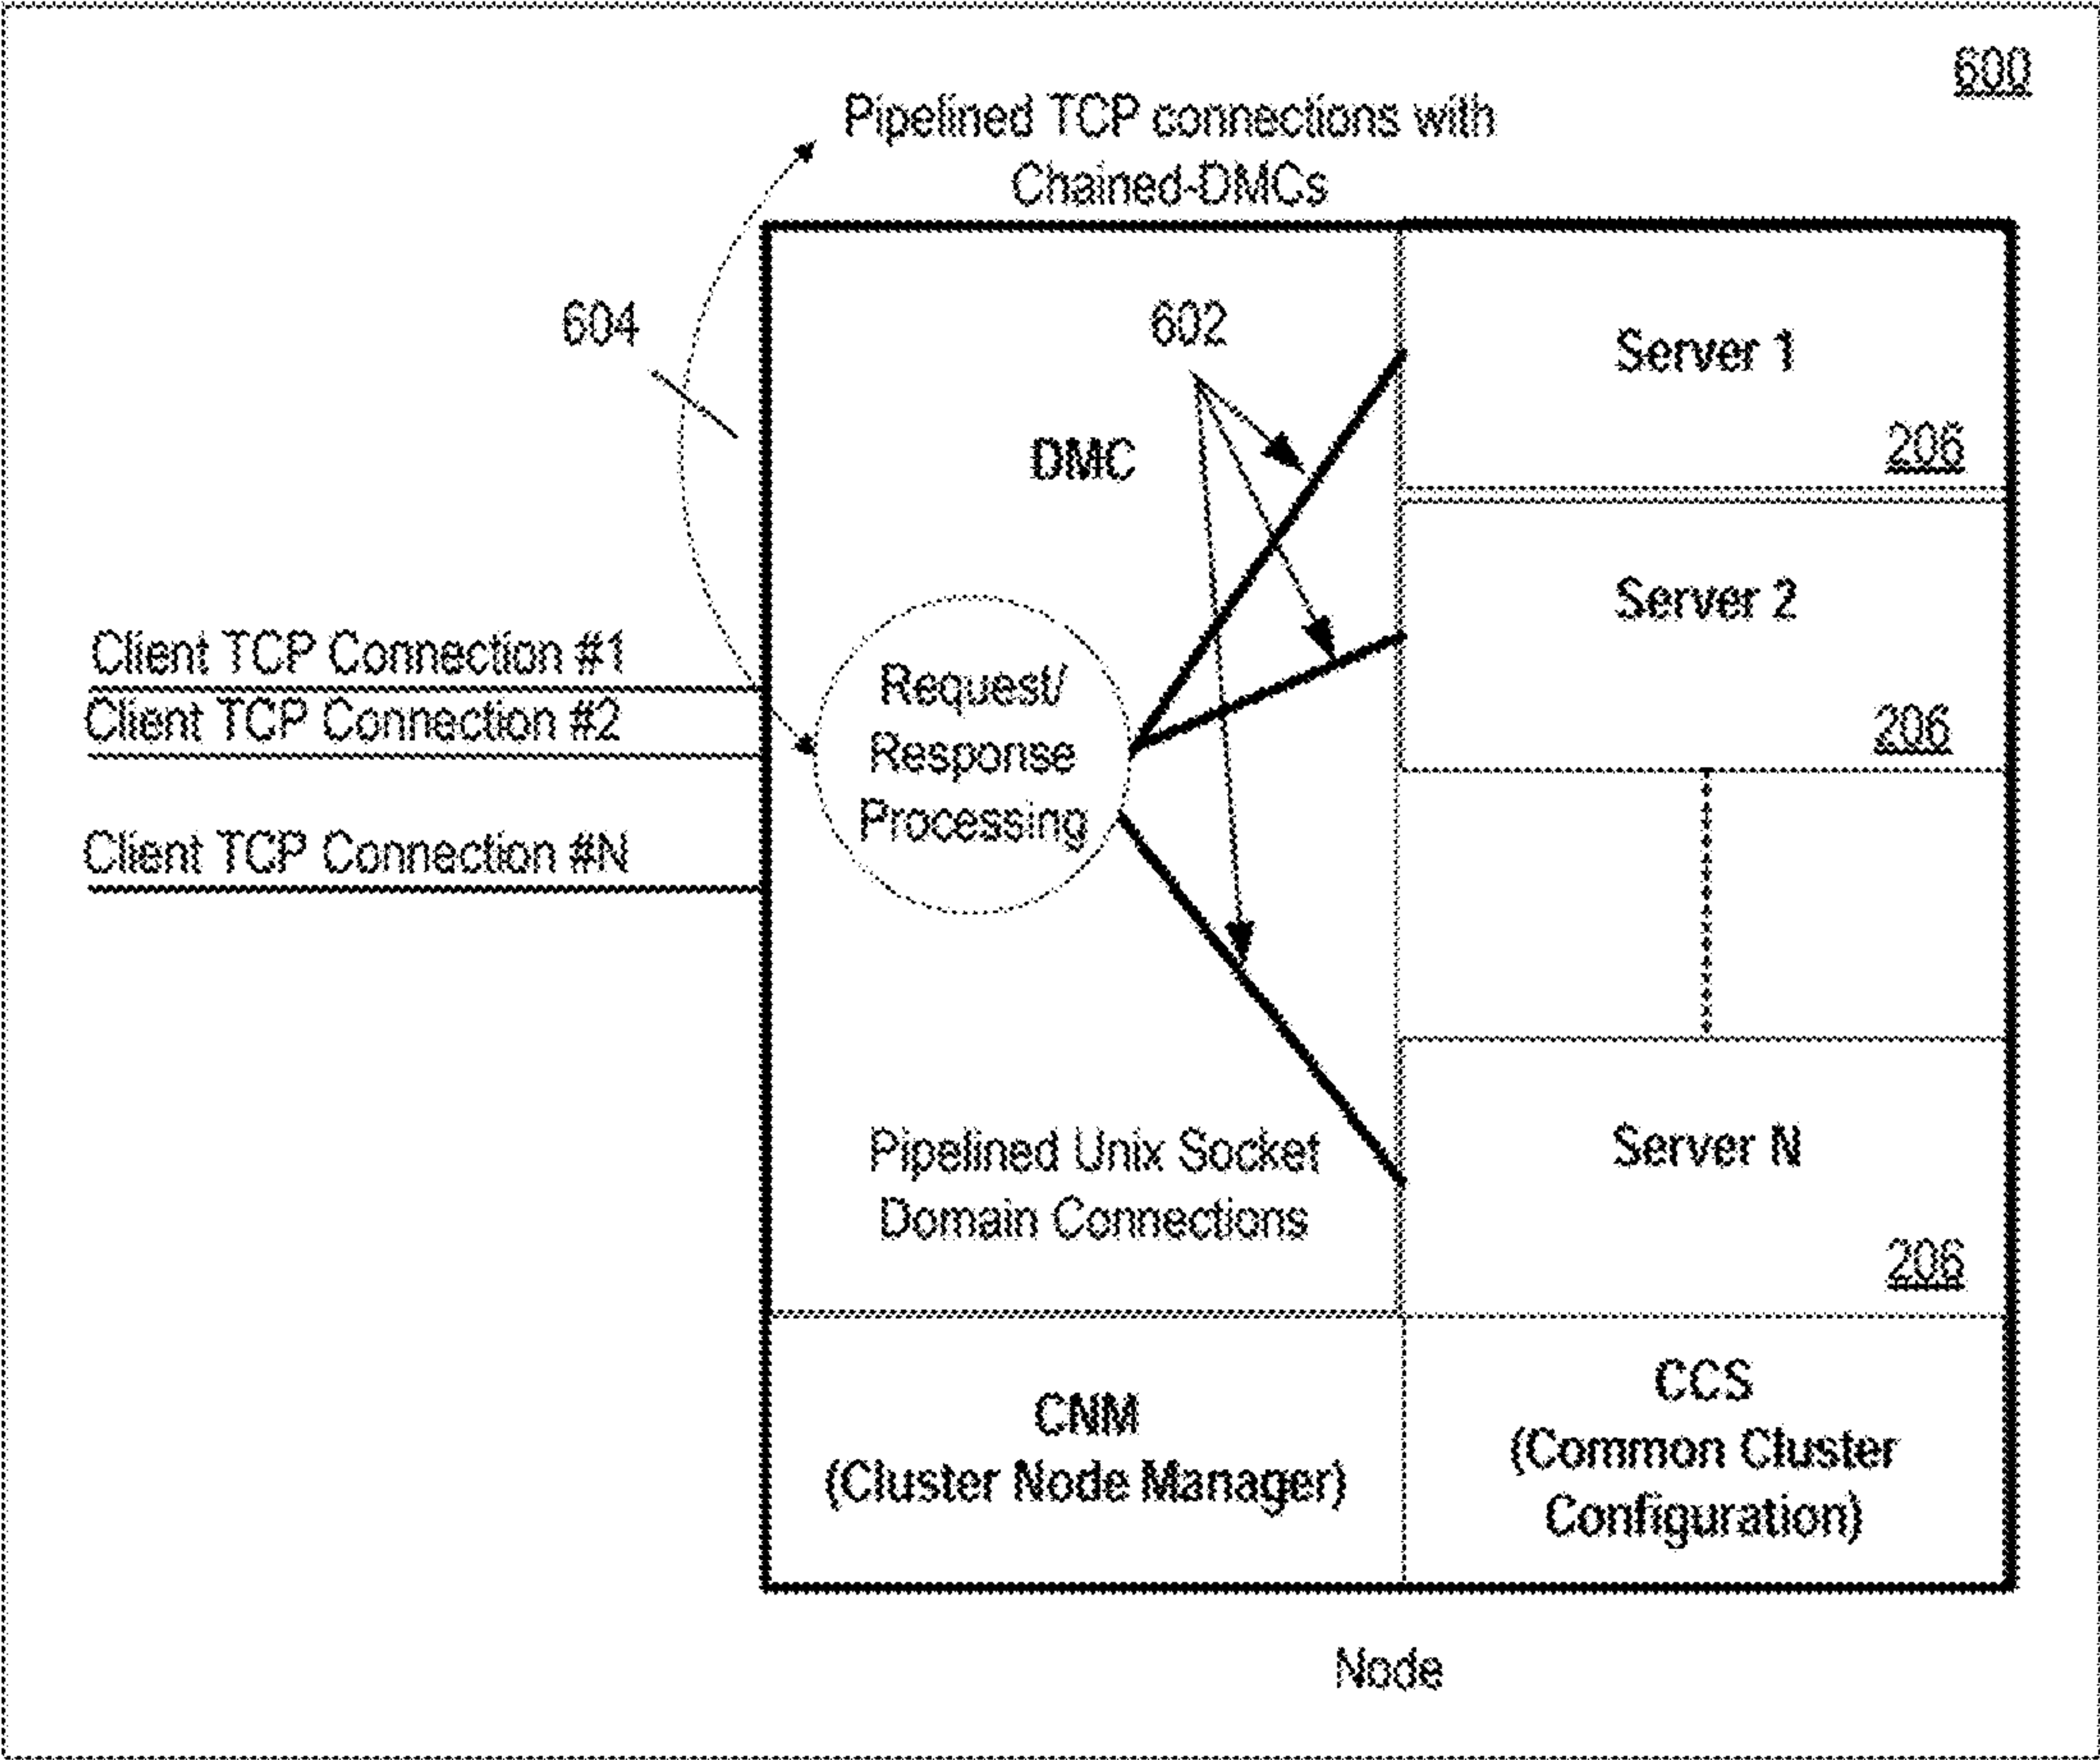 600
Pipelined TCP connections with
Chained-DMCs
604
602
Server 1
206
DMC
Server 2
206
Client TCP Connection #1
Client TCP Connection #2
Client TCP Connection #N
Request/
Response
Processing
Pipelined Unix Socket
Domain Connections
Server N
206
CNM
(Cluster Node Manager)
CCS
(Common Cluster
Configuration)
Node